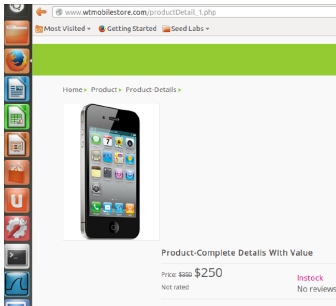 www.wtmobilestore.com/productDetail_1.php
Most Visited Getting Started Seed Labs
Home Product Product-Details
Product-Complete Details With Value
Price: $350 $250
Instock
Not rated
No reviews